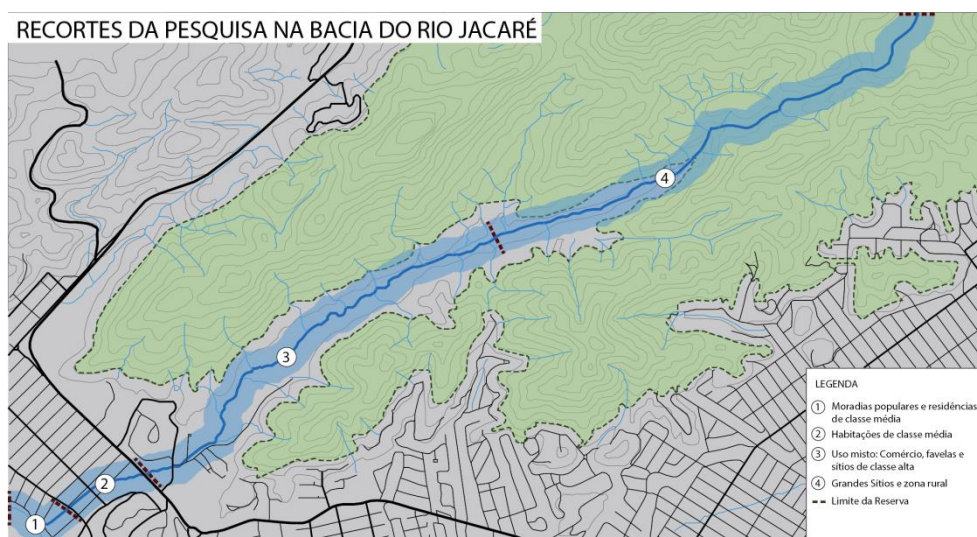 RECORTES DA PESQUISA NA BACIA DO RIO JACARÉ
4
3
2
1
LEGENDA
1 Moradias populares e residências
de classe média
2 Habitações de classe média
3 Uso misto: Comércio, favelas e
sítios de classe alta
4 Grandes Sítios e zona rural
Limite da Reserva